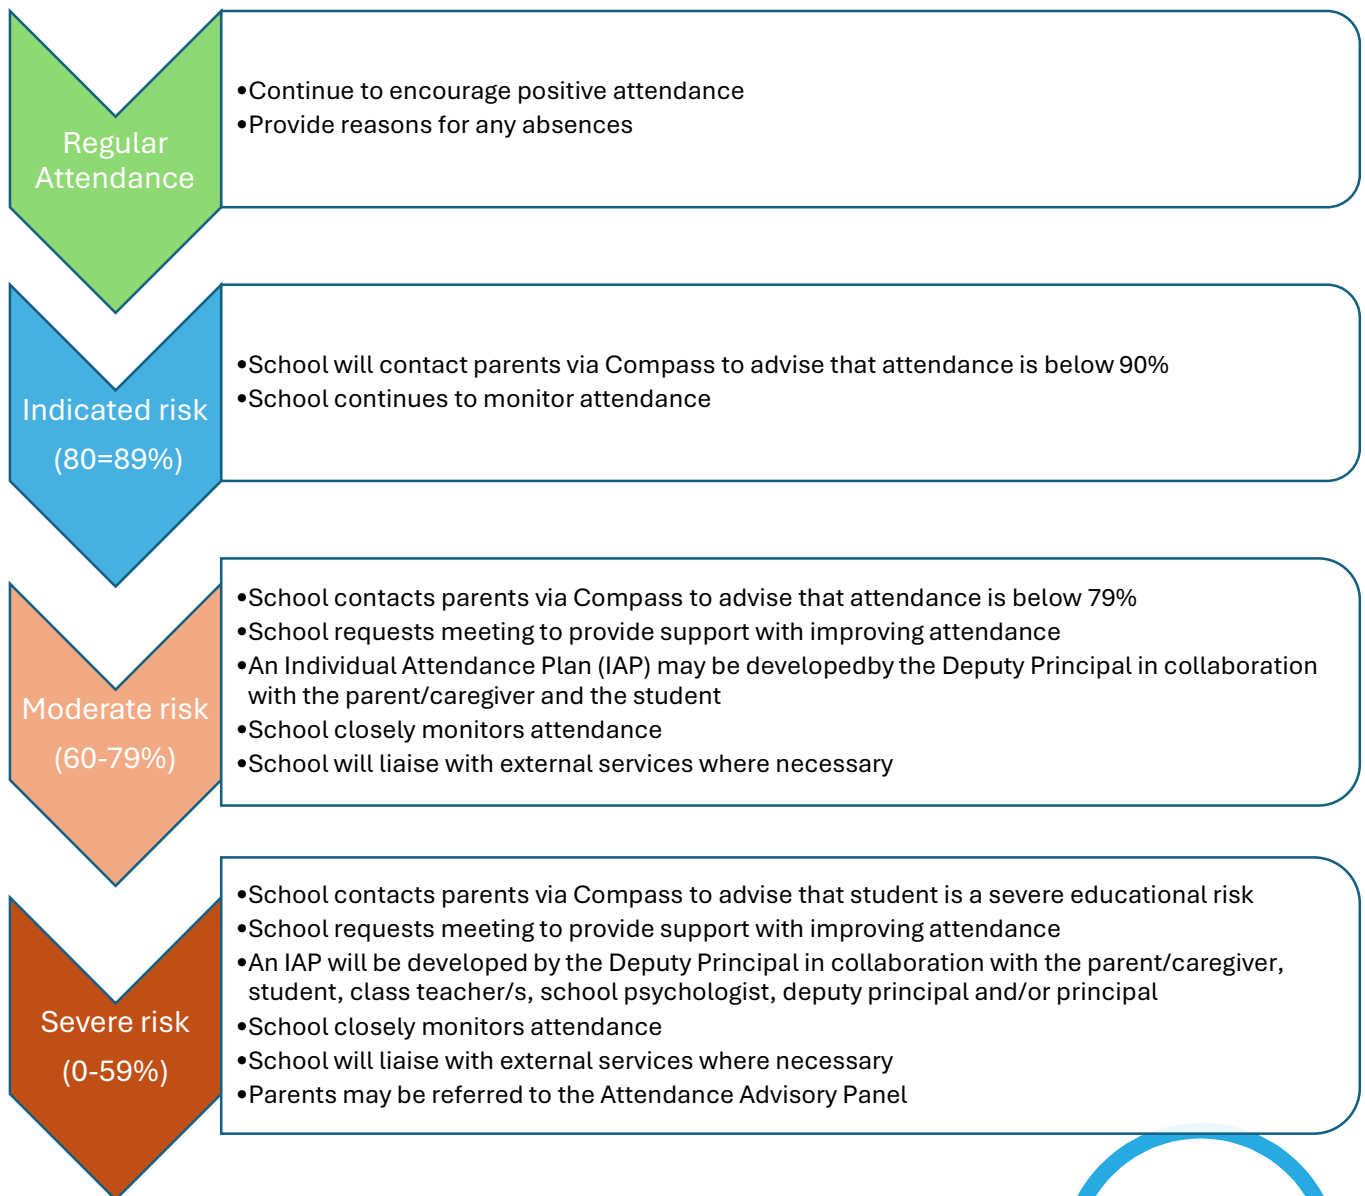 Regular
Attendance
•Continue to encourage positive attendance
•Provide reasons for any absences
Indicated risk
(80=89%)
•School will contact parents via Compass to advise that attendance is below 90%
•School continues to monitor attendance
Moderate risk
(60-79%)
•School contacts parents via Compass to advise that attendance is below 79%
•School requests meeting to provide support with improving attendance
•An Individual Attendance Plan (IAP) may be developedby the Deputy Principal in collaboration
with the parent/caregiver and the student
•School closely monitors attendance
•School will liaise with external services where necessary
Severe risk
(0-59%)
•School contacts parents via Compass to advise that student is a severe educational risk
•School requests meeting to provide support with improving attendance
•An IAP will be developed by the Deputy Principal in collaboration with the parent/caregiver,
student, class teacher/s, school psychologist, deputy principal and/or principal
•School closely monitors attendance
•School will liaise with external services where necessary
•Parents may be referred to the Attendance Advisory Panel